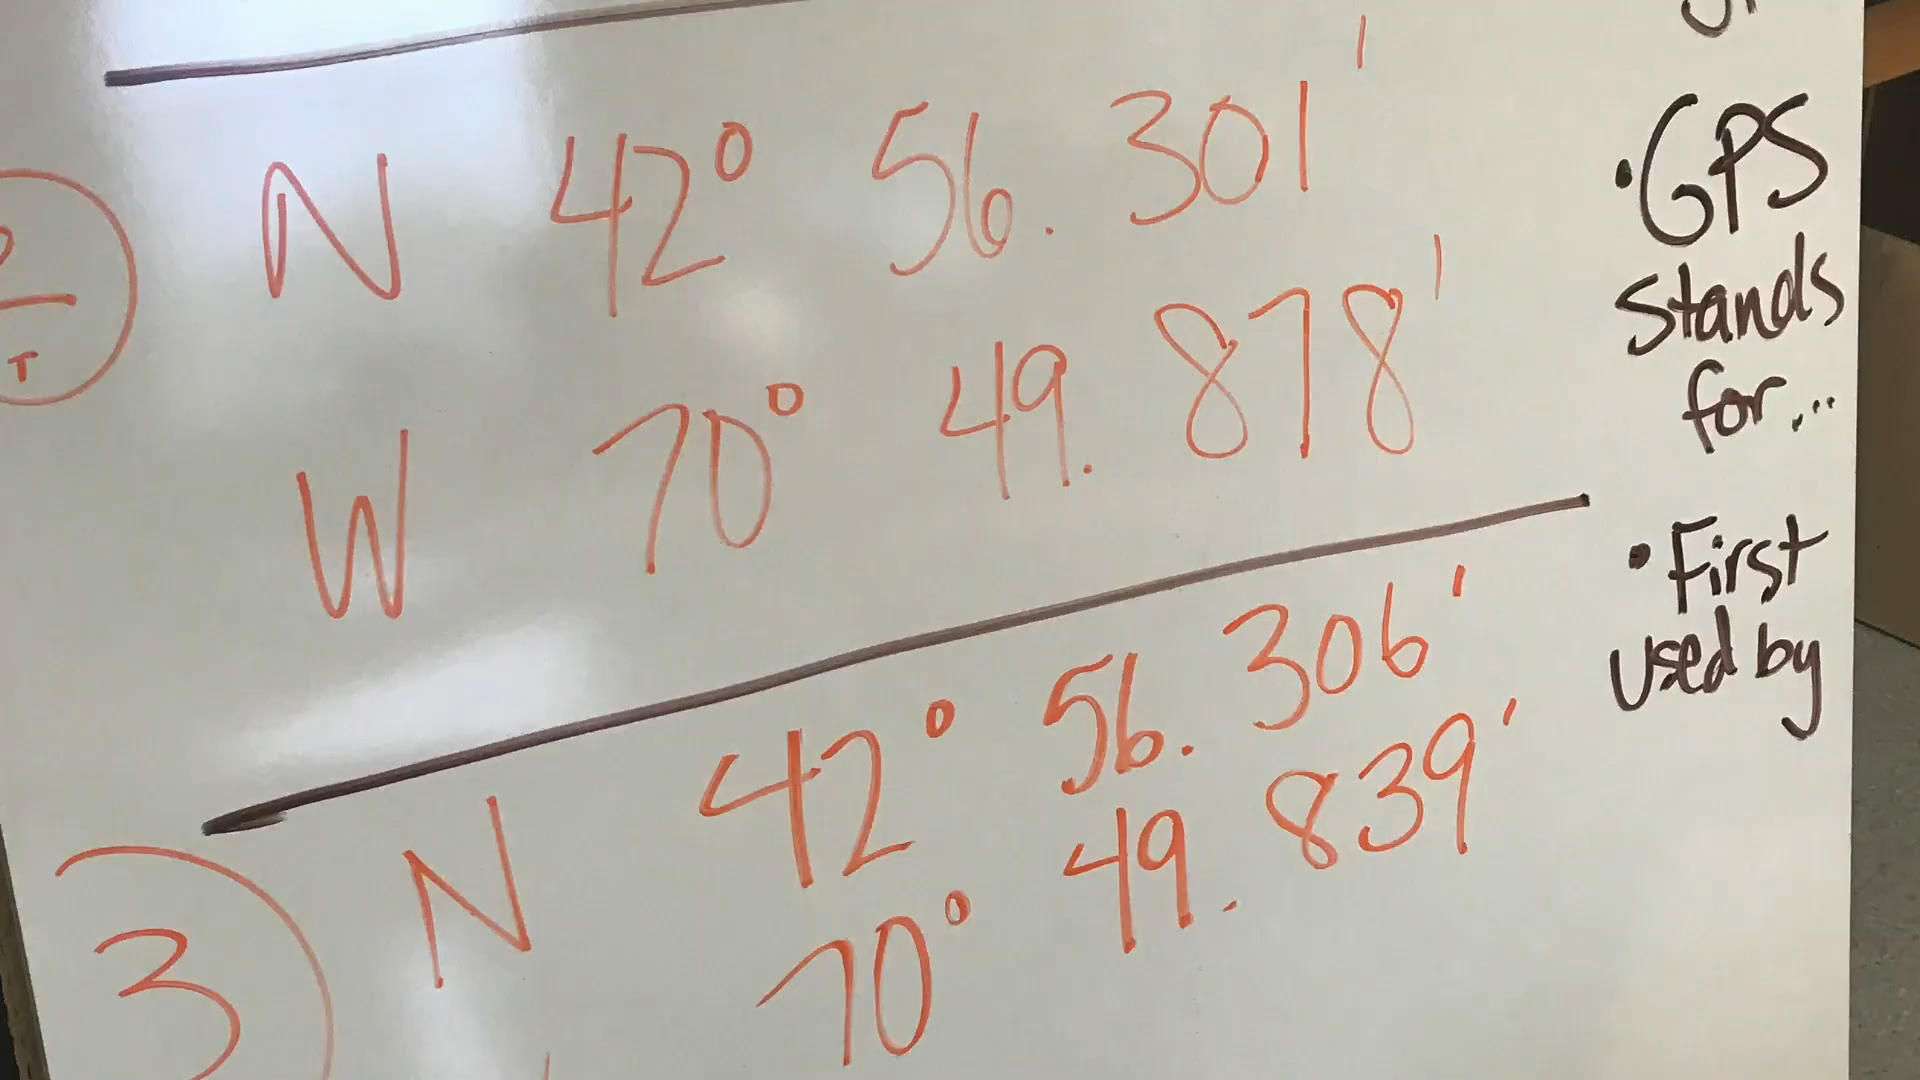 N 42° 56.301'
W 70° 49.878'
T
3
N 42° 56.306'
70° 49.839'
• GPS
stands
for...
• First
used by